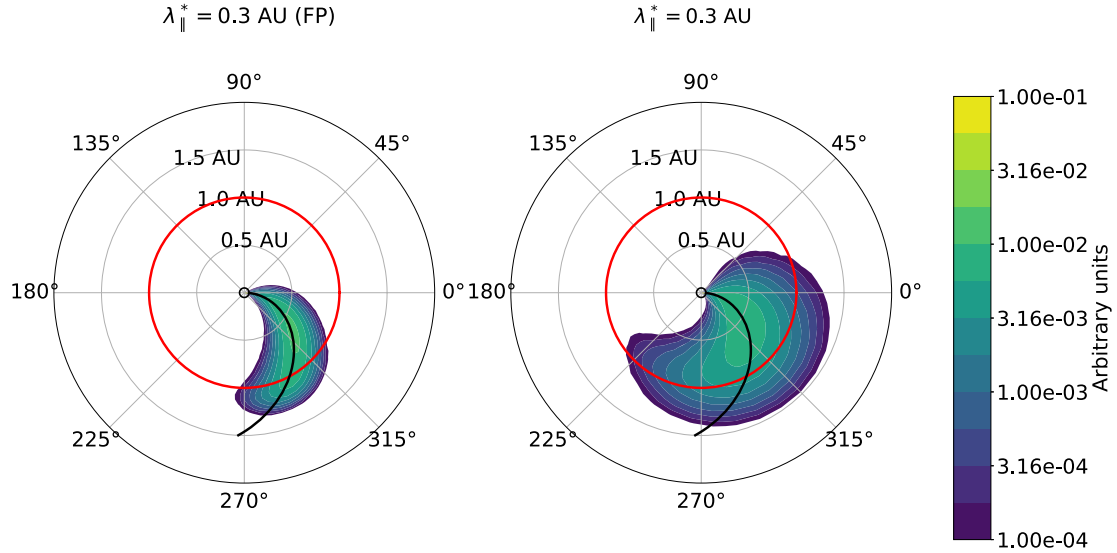 λ∥* = 0.3 AU (FP)
λ∥* = 0.3 AU
90°
135°
45°
1.5 AU
1.0 AU
0.5 AU
180°
0°
225°
315°
270°
90°
135°
45°
1.5 AU
1.0 AU
0.5 AU
180°
0°
225°
315°
270°
1.00e-01
3.16e-02
1.00e-02
3.16e-03
1.00e-03
3.16e-04
1.00e-04
Arbitrary units